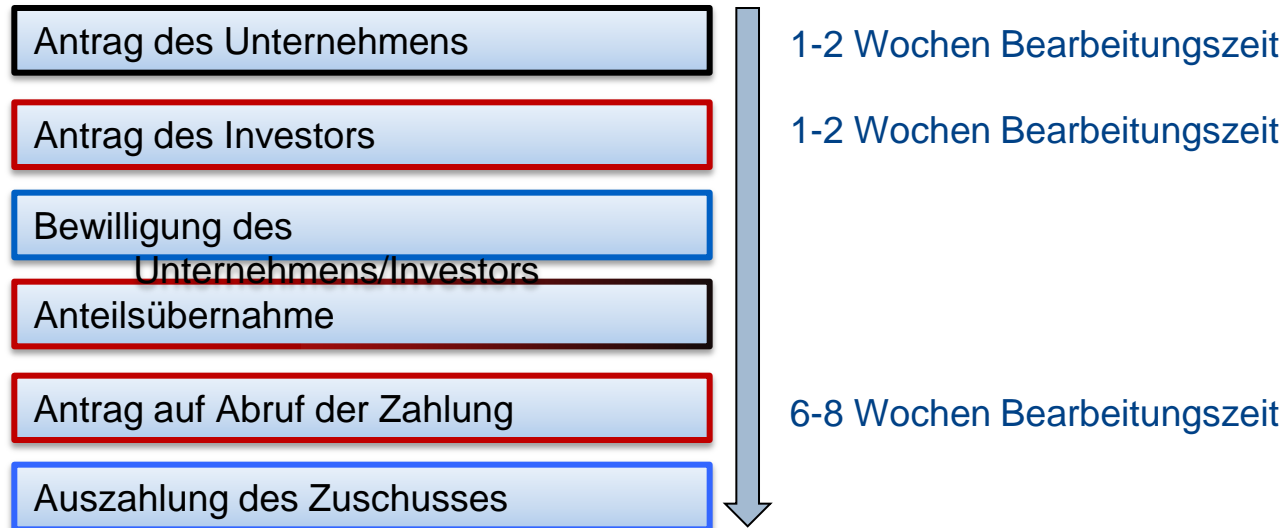 Antrag des Unternehmens
1-2 Wochen Bearbeitungszeit
Antrag des Investors
1-2 Wochen Bearbeitungszeit
Bewilligung des
Unternehmens/Investors
Anteilsübernahme
Antrag auf Abruf der Zahlung
6-8 Wochen Bearbeitungszeit
Auszahlung des Zuschusses